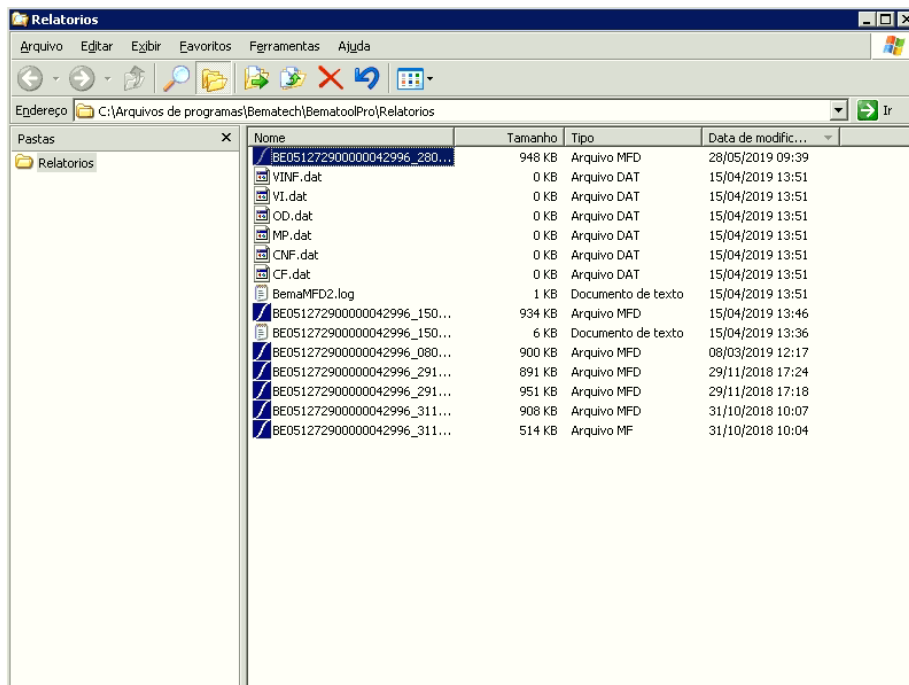 Relatorios
Arquivo Editar Exibir Favoritos Ferramentas Ajuda
Endereço C:\Arquivos de programas\Bematech\BematoolPro\Relatorios Ir
Pastas x
Relatorios
Nome Tamanho Tipo Data de modific...
BE051272900000042996_280... 948 KB Arquivo MFD 28/05/2019 09:39
VINF.dat 0 KB Arquivo DAT 15/04/2019 13:51
VI.dat 0 KB Arquivo DAT 15/04/2019 13:51
OD.dat 0 KB Arquivo DAT 15/04/2019 13:51
MP.dat 0 KB Arquivo DAT 15/04/2019 13:51
CNF.dat 0 KB Arquivo DAT 15/04/2019 13:51
CF.dat 0 KB Arquivo DAT 15/04/2019 13:51
BemaMFD2.log 1 KB Documento de texto 15/04/2019 13:51
BE051272900000042996_150... 934 KB Arquivo MFD 15/04/2019 13:46
BE051272900000042996_150... 6 KB Documento de texto 15/04/2019 13:36
BE051272900000042996_080... 900 KB Arquivo MFD 08/03/2019 12:17
BE051272900000042996_291... 891 KB Arquivo MFD 29/11/2018 17:24
BE051272900000042996_291... 951 KB Arquivo MFD 29/11/2018 17:18
BE051272900000042996_311... 908 KB Arquivo MFD 31/10/2018 10:07
BE051272900000042996_311... 514 KB Arquivo MF 31/10/2018 10:04